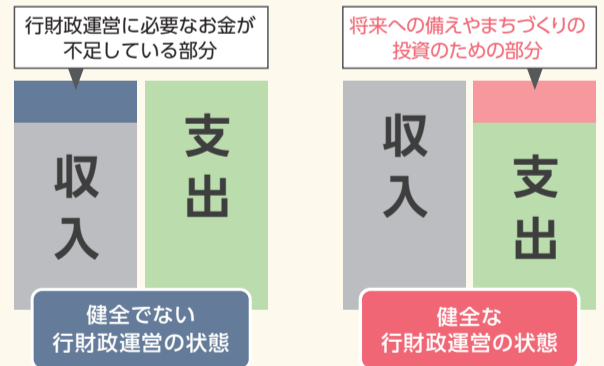 行財政運営に必要なお金が
不足している部分
収入
支出
健全でない
行財政運営の状態
将来への備えやまちづくりの
投資のための部分
収入
支出
健全な
行財政運営の状態